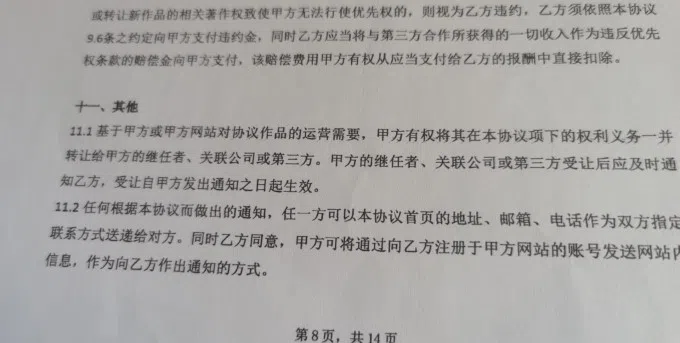 或转让新作品的相关著作权致使甲方无法行使优先权的，则视为乙方违约，乙方须依照本协议
9.6条之约定向甲方支付违约金，同时乙方应当将与第三方合作所获得的一切收入作为违反优先
权条款的赔偿金向甲方支付，该赔偿费用甲方有权从应当支付给乙方的报酬中直接扣除。
十一、其他
11.1 基于甲方或甲方网站对协议作品的运营需要，甲方有权将其在本协议项下的权利义务一并
转让给甲方的继任者、关联公司或第三方。甲方的继任者、关联公司或第三方受让后应及时通
知乙方，受让自甲方发出通知之日起生效。
11.2 任何根据本协议而做出的通知，任一方可以本协议首页的地址、邮箱、电话作为双方指定
联系方式送递给对方。同时乙方同意，甲方可将通过向乙方注册于甲方网站的账号发送网站内
信息，作为向乙方作出通知的方式。
第 8 页，共 14 页